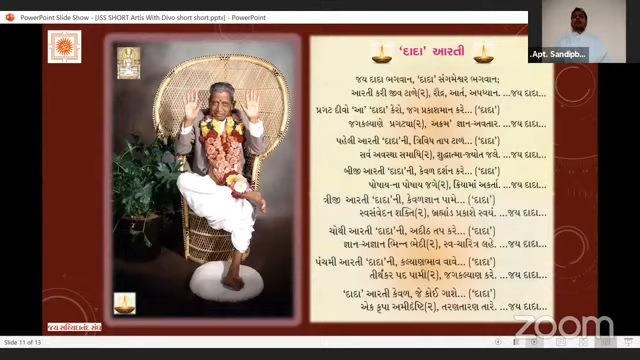 PowerPoint Slide Show - [JSS SHORT Artis With Divo short short.pptx] - PowerPoint
.Apt. Sandipb...
'દાદા' આરતી
જય દાદા ભગવાન, 'દાદા' સંગમેશ્વર ભગવાન;
આરતી કરી જીવ ટાળે(૨), રૌદ્ર, આર્ત, અપધ્યાન. ...જય દાદા...
પ્રગટ દીવો 'આ' 'દાદા' કેરો, જગ પ્રકાશમાન કરે... ('દાદા')
જગકલ્યાણે પ્રગટ્યા(૨), અક્રમ' જ્ઞાન-અવતાર. ...જય દાદા...
પહેલી આરતી 'દાદા'ની, ત્રિવિધ તાપ ટાળ... ('દાદા')
સર્વ અવસ્થા સમાધિ(૨), શુદ્ધાત્મા-જ્યોત જલે. ...જય દાદા...
બીજી આરતી 'દાદા'ની, કેવળ દર્શન કરે... ('દાદા')
પોષાય-ના પોષાય જગે(૨), ક્રિયામાં અકર્તા. ...જય દાદા...
ત્રીજી આરતી 'દાદા'ની, કેવળજ્ઞાન પામે... ('દાદા')
સ્વસંવેદન શક્તિ(૨), બ્રહ્માંડ પ્રકાશે સ્વયં. ...જય દાદા...
ચોથી આરતી 'દાદા'ની, અદીઠ તપ કરે... ('દાદા')
જ્ઞાન-અજ્ઞાન ભિન્ન ભેદી(૨), સ્વ-ચારિત્ર લહે. ...જય દાદા...
પંચમી આરતી 'દાદા'ની, કલ્યાણભાવ વાવે... ('દાદા')
તીર્થંકર પદ પામી(૨), જગકલ્યાણ કરે. ...જય દાદા...
'દાદા' આરતી કેવળ, જે કોઈ ગાશે... ('દાદા')
એક કૃપા અમીદષ્ટિ(૨), તરણતારણ તારે. ...જય દાદા...
જય સચ્ચિદાનંદ સંઘ
Slide 11 of 13
zoom